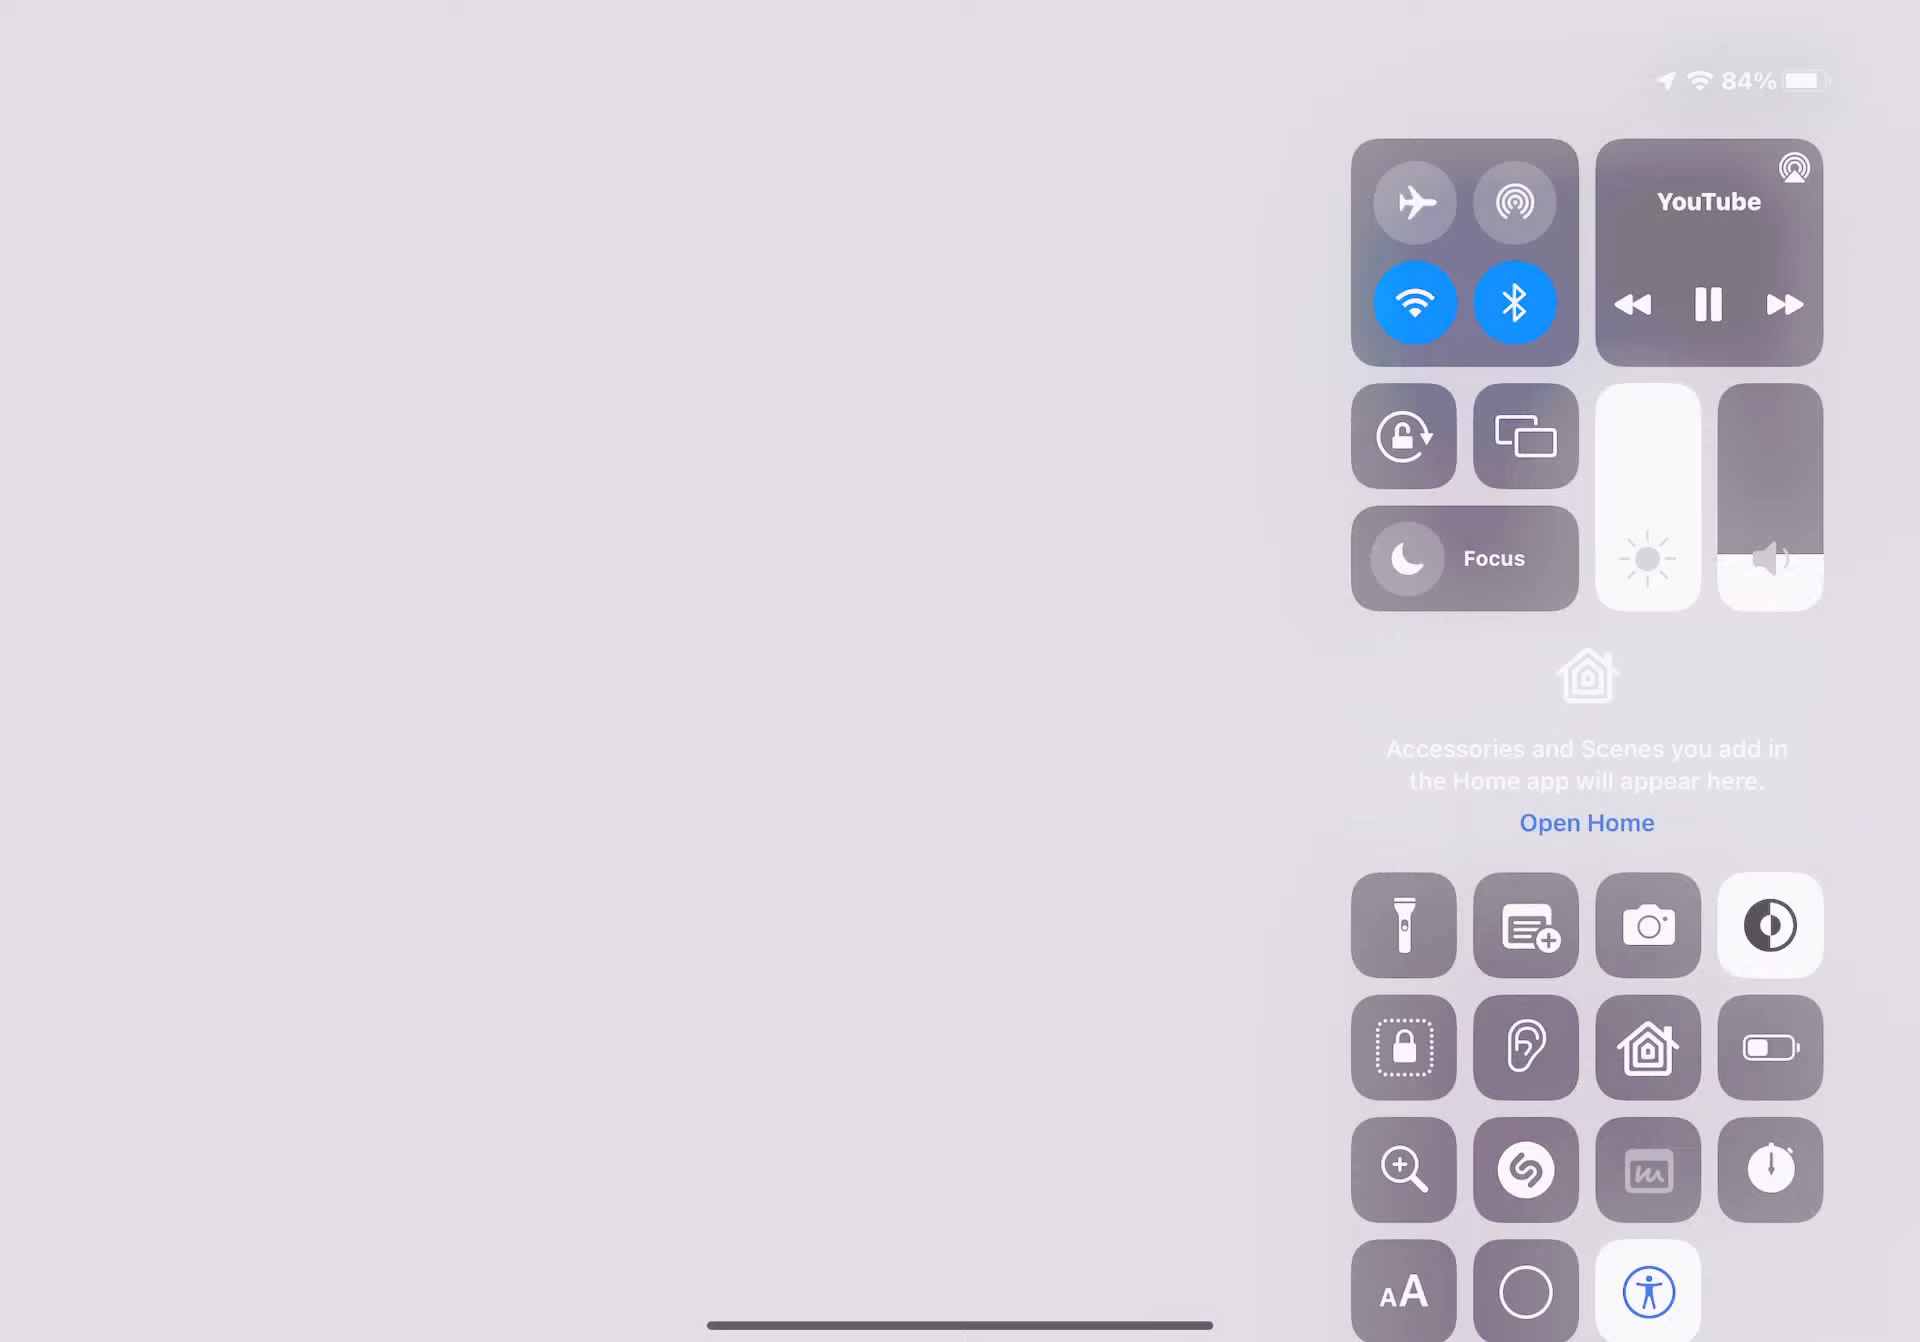 84%
YouTube
Focus
Accessories and Scenes you add in
the Home app will appear here.
Open Home
AA